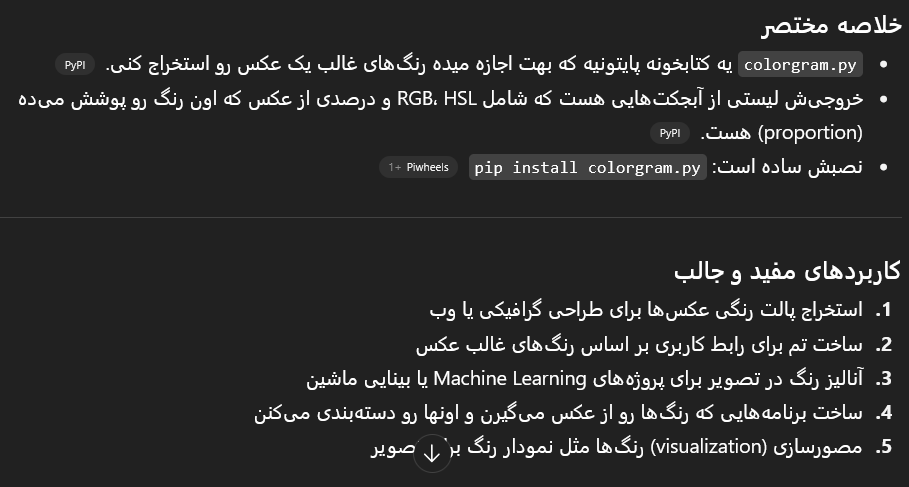 خلاصه مختصر
colorgram.py یه کتابخونه پایتونیه که بهت اجازه میده رنگ‌های غالب یک عکس رو استخراج کنی. PyPI
خروجی‌ش لیستی از آبجکت‌هایی هست که شامل RGB، HSL و درصدی از عکس که اون رنگ رو پوشش می‌ده
(proportion) هست. PyPI
نصبش ساده است: pip install colorgram.py Piwheels +1
کاربردهای مفید و جالب
1. استخراج پالت رنگی عکس‌ها برای طراحی گرافیکی یا وب
2. ساخت تم برای رابط کاربری بر اساس رنگ‌های غالب عکس
3. آنالیز رنگ در تصویر برای پروژه‌های Machine Learning یا بینایی ماشین
4. ساخت برنامه‌هایی که رنگ‌ها رو از عکس می‌گیرن و اونها رو دسته‌بندی می‌کنن
5. مصورسازی (visualization) رنگ‌ها مثل نمودار رنگ